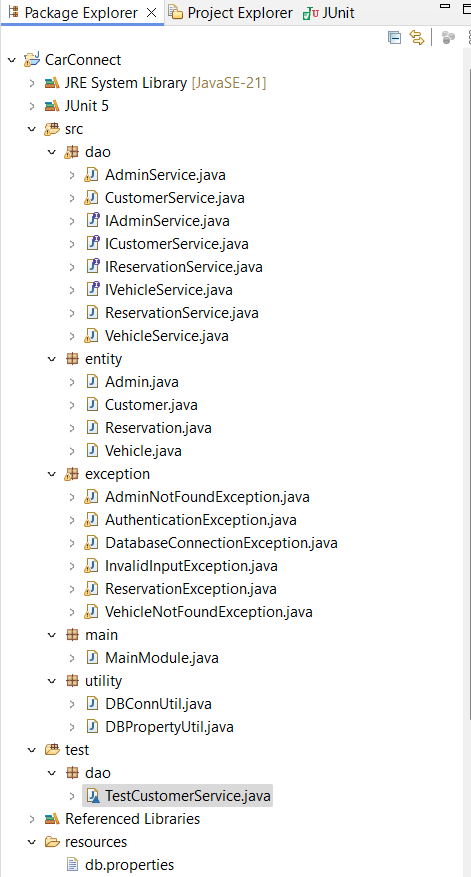 Package Explorer Project Explorer JUnit
CarConnect
JRE System Library [JavaSE-21]
JUnit 5
src
dao
AdminService.java
CustomerService.java
IAdminService.java
ICustomerService.java
IReservationService.java
IVehicleService.java
ReservationService.java
VehicleService.java
entity
Admin.java
Customer.java
Reservation.java
Vehicle.java
exception
AdminNotFoundException.java
AuthenticationException.java
DatabaseConnectionException.java
InvalidInputException.java
ReservationException.java
VehicleNotFoundException.java
main
MainModule.java
utility
DBConnUtil.java
DBPropertyUtil.java
test
dao
TestCustomerService.java
Referenced Libraries
resources
db.properties